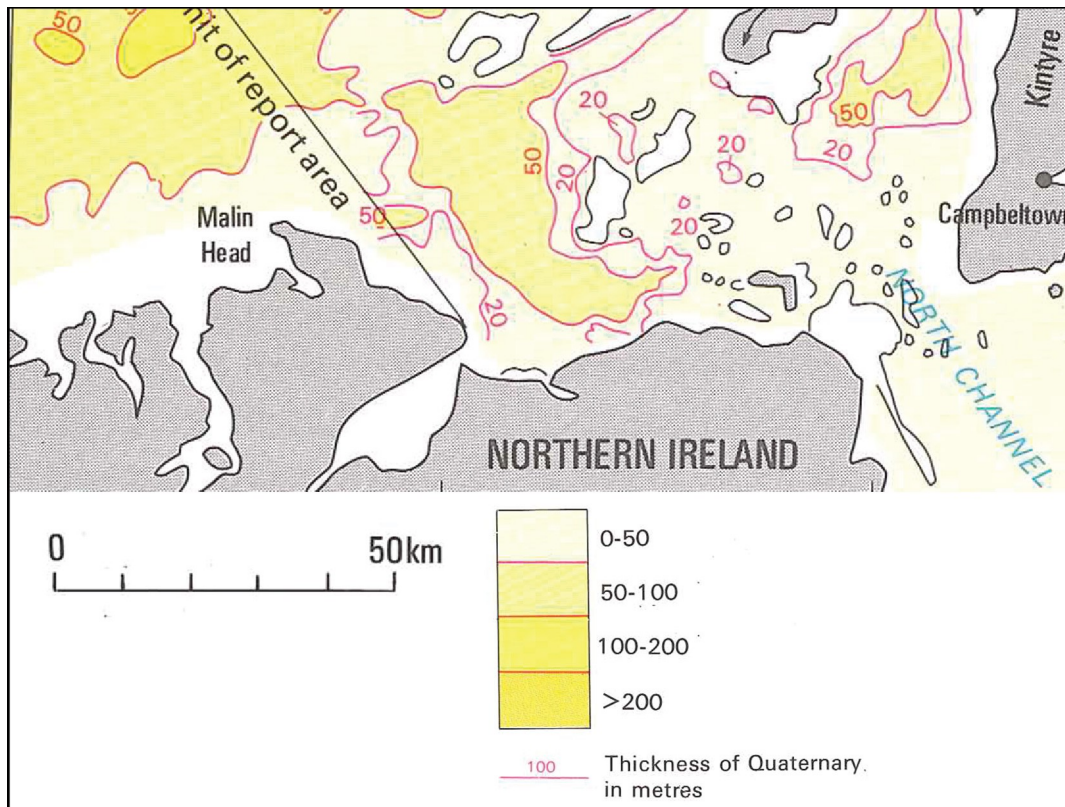 50
50
mit of report area
20
50
20
20
50
20
Kintyre
Campbeltown
50
20
20
Malin
Head
NORTH CHANNEL
NORTHERN IRELAND
0 50km
0-50
50-100
100-200
>200
100 Thickness of Quaternary
in metres